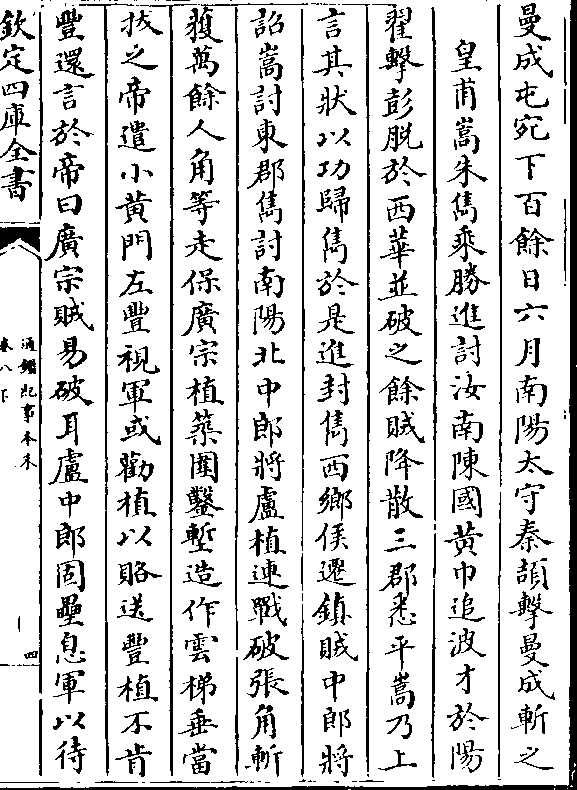 曼成屯宛下百餘日六月南陽太守秦頡擊曼成斬之
皇甫嵩朱儁乘勝進討汝南陳國黃巾追波才於陽
翟擊彭脫於西華並破之餘賊降散三郡悉平嵩乃上
言其狀以功歸儁於是進封儁西鄉侯遷鎮賊中郎將
詔嵩討東郡儁討南陽北中郎將盧植連戰破張角斬
獲萬餘人角等走保廣宗植築圍鑿塹造作雲梯垂當
拔之帝遣小黃門左豐視軍或勸植以賂送豐植不肯
豐還言於帝曰廣宗賊易破耳盧中郎固壘息軍以待
欽定四庫全書
通鑑紀事本末
卷八下
四